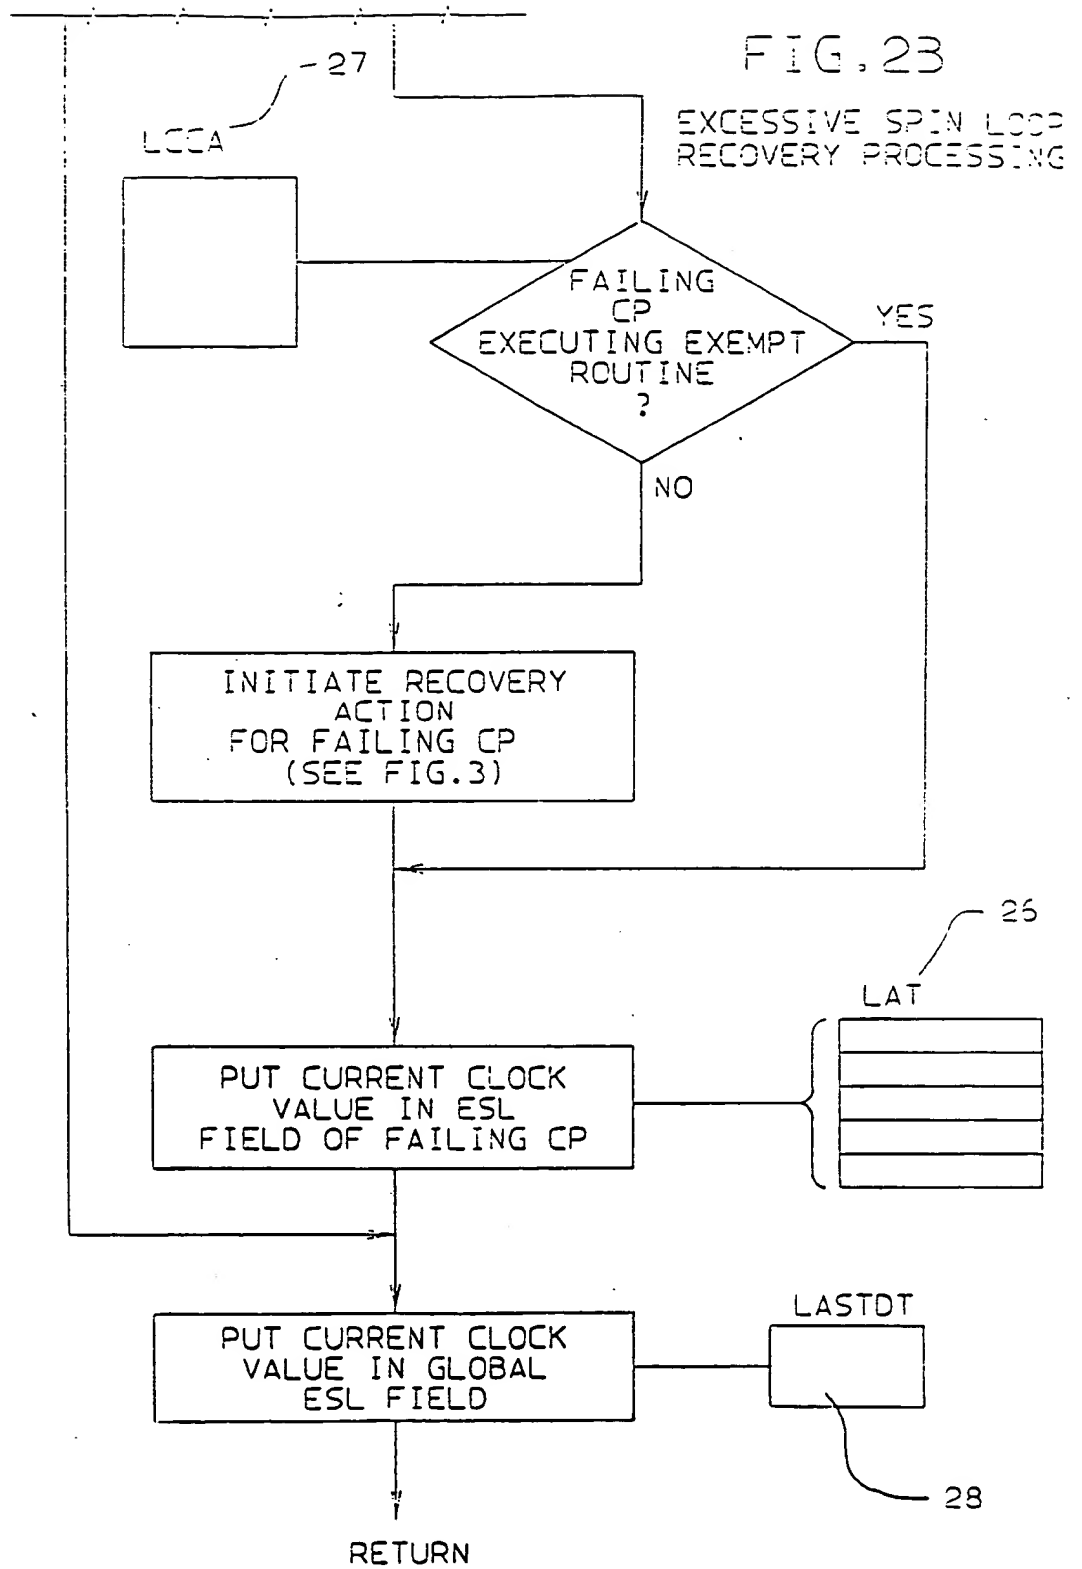 FIG.23
27
EXCESSIVE SPIN LOOP
RECOVERY PROCESSING
LCCA
FAILING
CP
EXECUTING EXEMPT
ROUTINE
?
YES
NO
INITIATE RECOVERY
ACTION
FOR FAILING CP
(SEE FIG.3)
26
LAT
PUT CURRENT CLOCK
VALUE IN ESL
FIELD OF FAILING CP
LASTDT
PUT CURRENT CLOCK
VALUE IN GLOBAL
ESL FIELD
28
RETURN